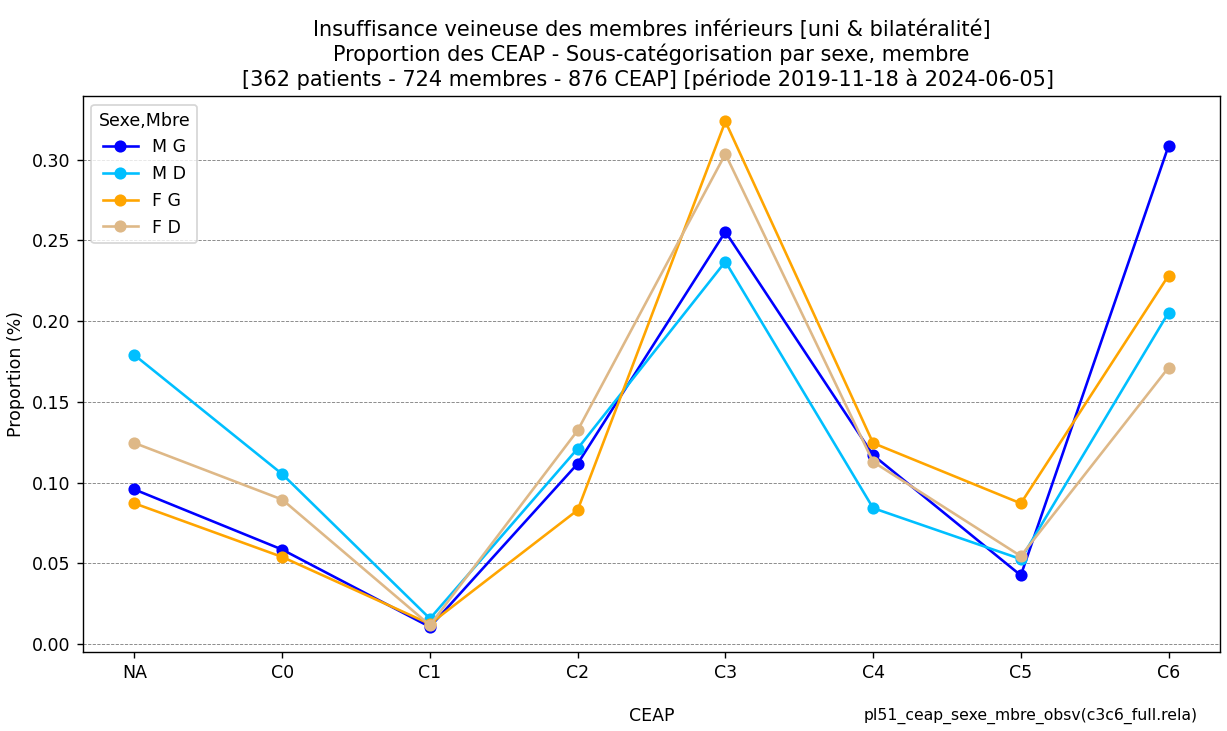 Insuffisance veineuse des membres inférieurs [uni & bilatéralité]
Proportion des CEAP - Sous-catégorisation par sexe, membre
[362 patients - 724 membres - 876 CEAP] [période 2019-11-18 à 2024-06-05]
Sexe,Mbre
M G
M D
F G
F D
Proportion (%)
0.30
0.25
0.20
0.15
0.10
0.05
0.00
NA C0 C1 C2 C3 C4 C5 C6
CEAP
pl51_ceap_sexe_mbre_obsv(c3c6_full.rela)